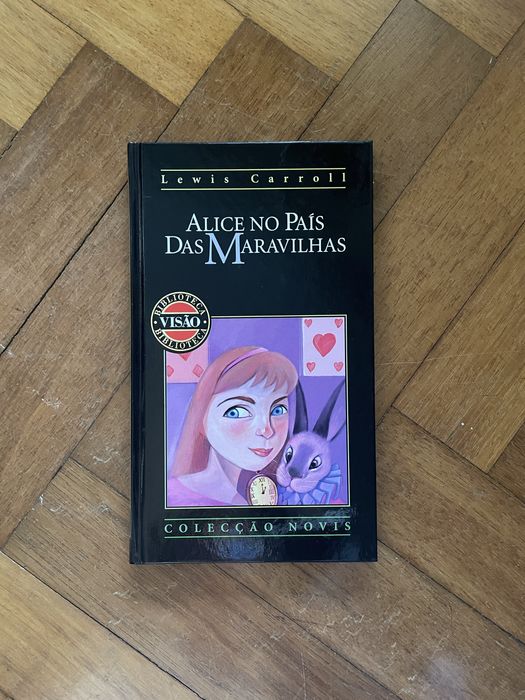 Lewis Carroll
ALICE NO PAÍS
DAS MARAVILHAS
BIBLIOTECA
VISÃO
BIBLIOTECA
COLECÇÃO NOVIS